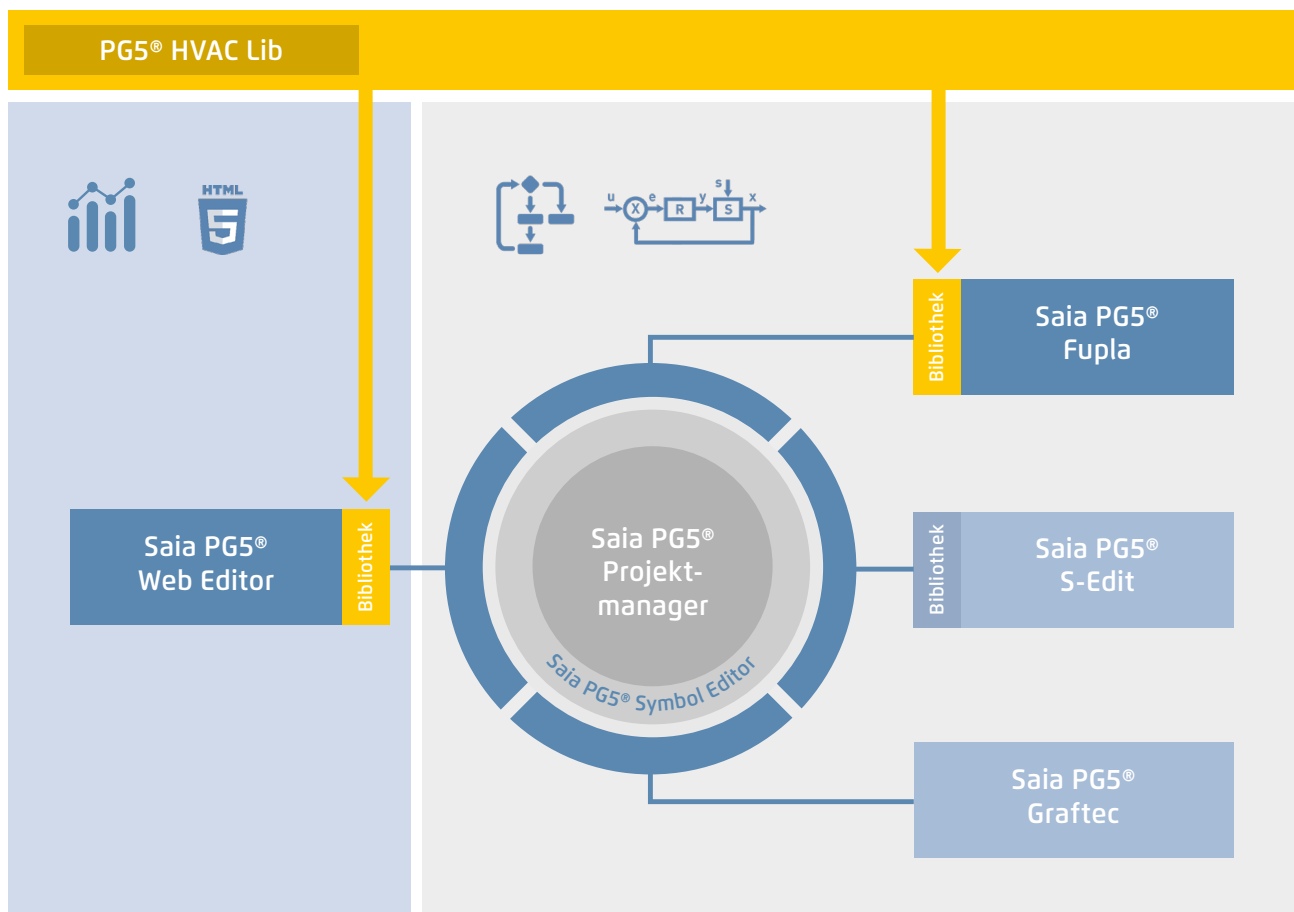 PG5® HVAC Lib
HTML
5
u
X
e
R
y
s
S
x
Bibliothek
Saia PG5®
Fupla
Saia PG5®
Web Editor
Bibliothek
Saia PG5®
Projekt-
manager
Saia PG5® Symbol Editor
Bibliothek
Saia PG5®
S-Edit
Saia PG5®
Graftec